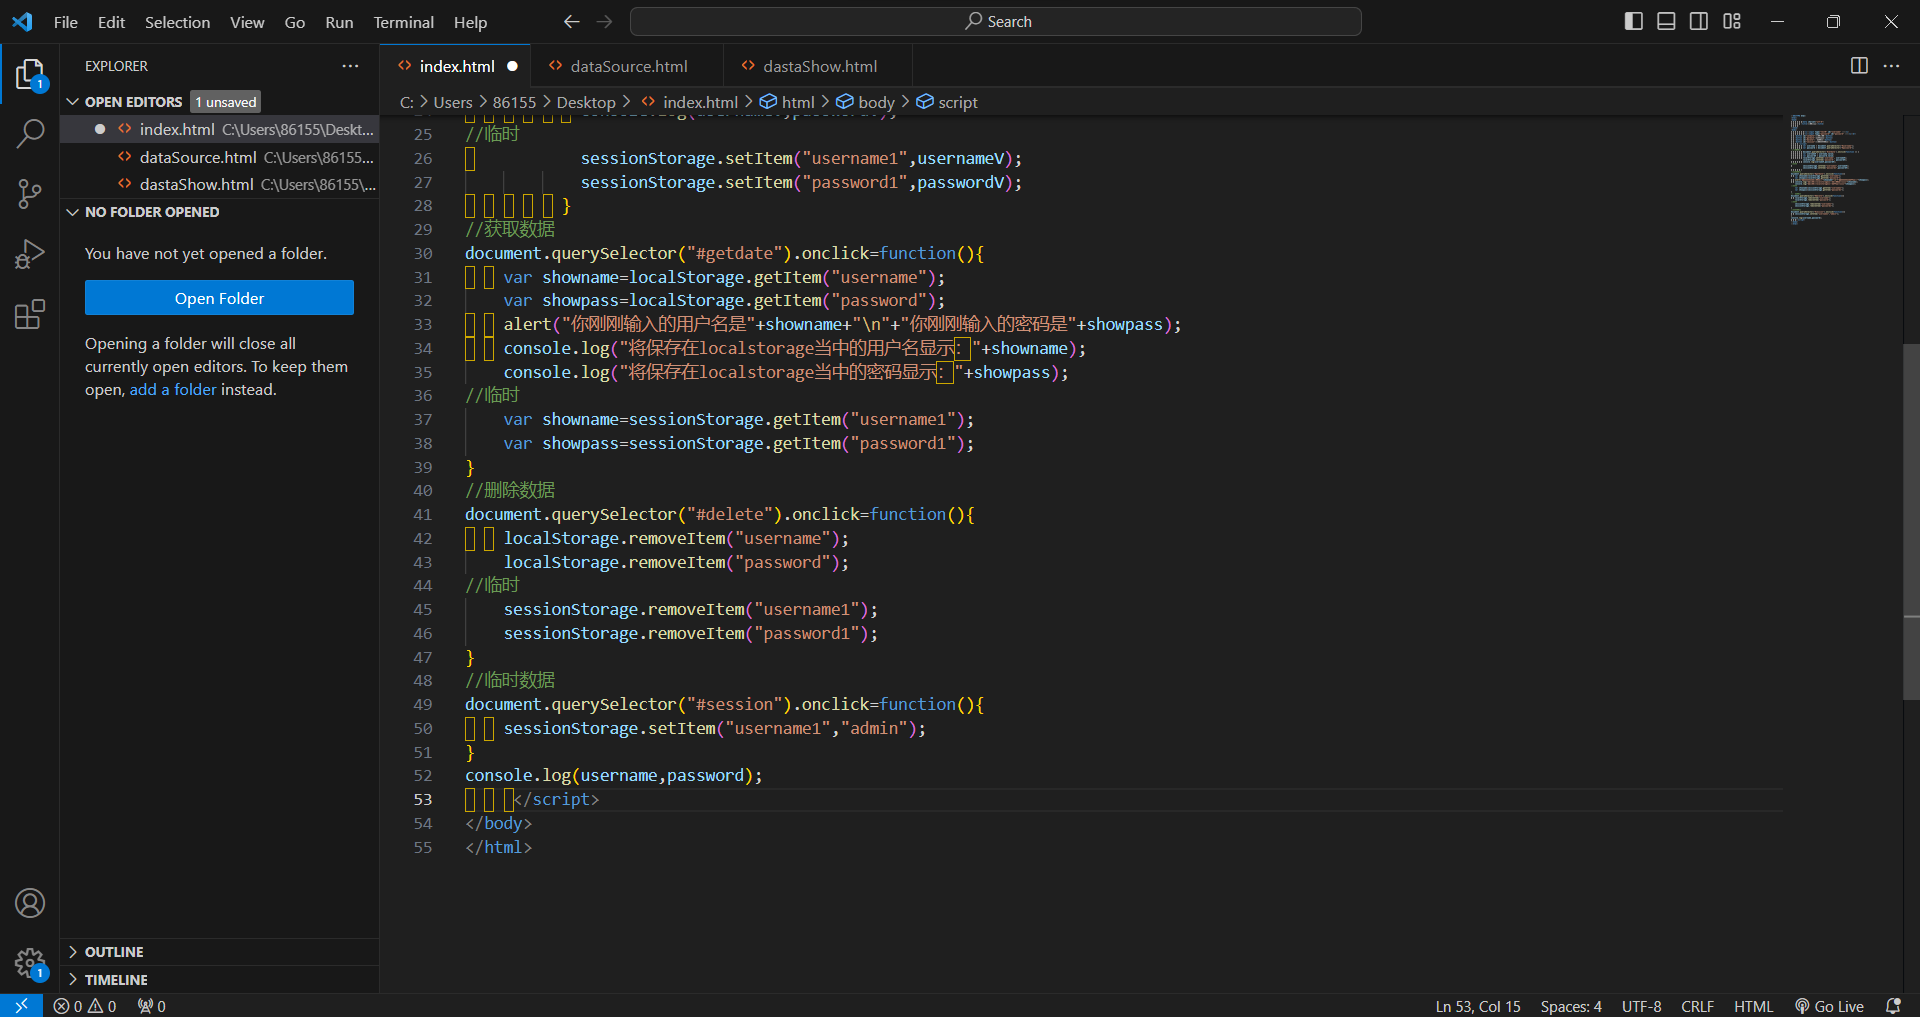 File Edit Selection View Go Run Terminal Help
Search
EXPLORER
1
OPEN EDITORS 1 unsaved
index.html C:\Users\86155\Deskt...
dataSource.html C:\Users\86155...
dastaShow.html C:\Users\86155\...
NO FOLDER OPENED
You have not yet opened a folder.
Open Folder
Opening a folder will close all
currently open editors. To keep them
open, add a folder instead.
OUTLINE
1
TIMELINE
index.html dataSource.html dastaShow.html
C: > Users > 86155 > Desktop > index.html > html > body > script
25 //临时
26 sessionStorage.setItem("username1",usernameV);
27 sessionStorage.setItem("password1",passwordV);
28 }
29 //获取数据
30 document.querySelector("#getdate").onclick=function(){
31 var showname=localStorage.getItem("username");
32 var showpass=localStorage.getItem("password");
33 alert("你刚刚输入的用户名是"+showname+"\n"+"你刚刚输入的密码是"+showpass);
34 console.log("将保存在localstorage当中的用户名显示："+showname);
35 console.log("将保存在localstorage当中的密码显示："+showpass);
36 //临时
37 var showname=sessionStorage.getItem("username1");
38 var showpass=sessionStorage.getItem("password1");
39 }
40 //删除数据
41 document.querySelector("#delete").onclick=function(){
42 localStorage.removeItem("username");
43 localStorage.removeItem("password");
44 //临时
45 sessionStorage.removeItem("username1");
46 sessionStorage.removeItem("password1");
47 }
48 //临时数据
49 document.querySelector("#session").onclick=function(){
50 sessionStorage.setItem("username1","admin");
51 }
52 console.log(username,password);
53 </script>
54 </body>
55 </html>
0 0 0 Ln 53, Col 15 Spaces: 4 UTF-8 CRLF HTML Go Live